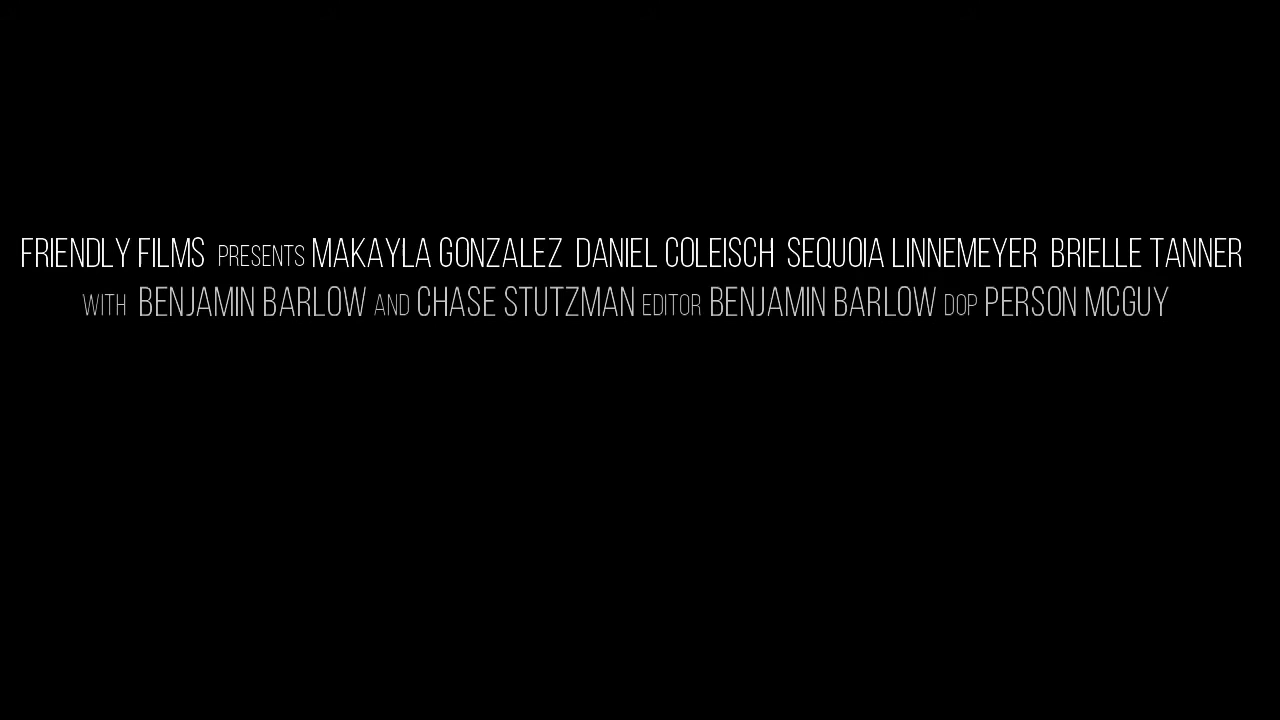 FRIENDLY FILMS PRESENTS MAKAYLA GONZALEZ DANIEL COLEISCH SEQUOIA LINNEMEYER BRIELLE TANNER
WITH BENJAMIN BARLOW AND CHASE STUTZMAN EDITOR BENJAMIN BARLOW DOP PERSON MCGUY